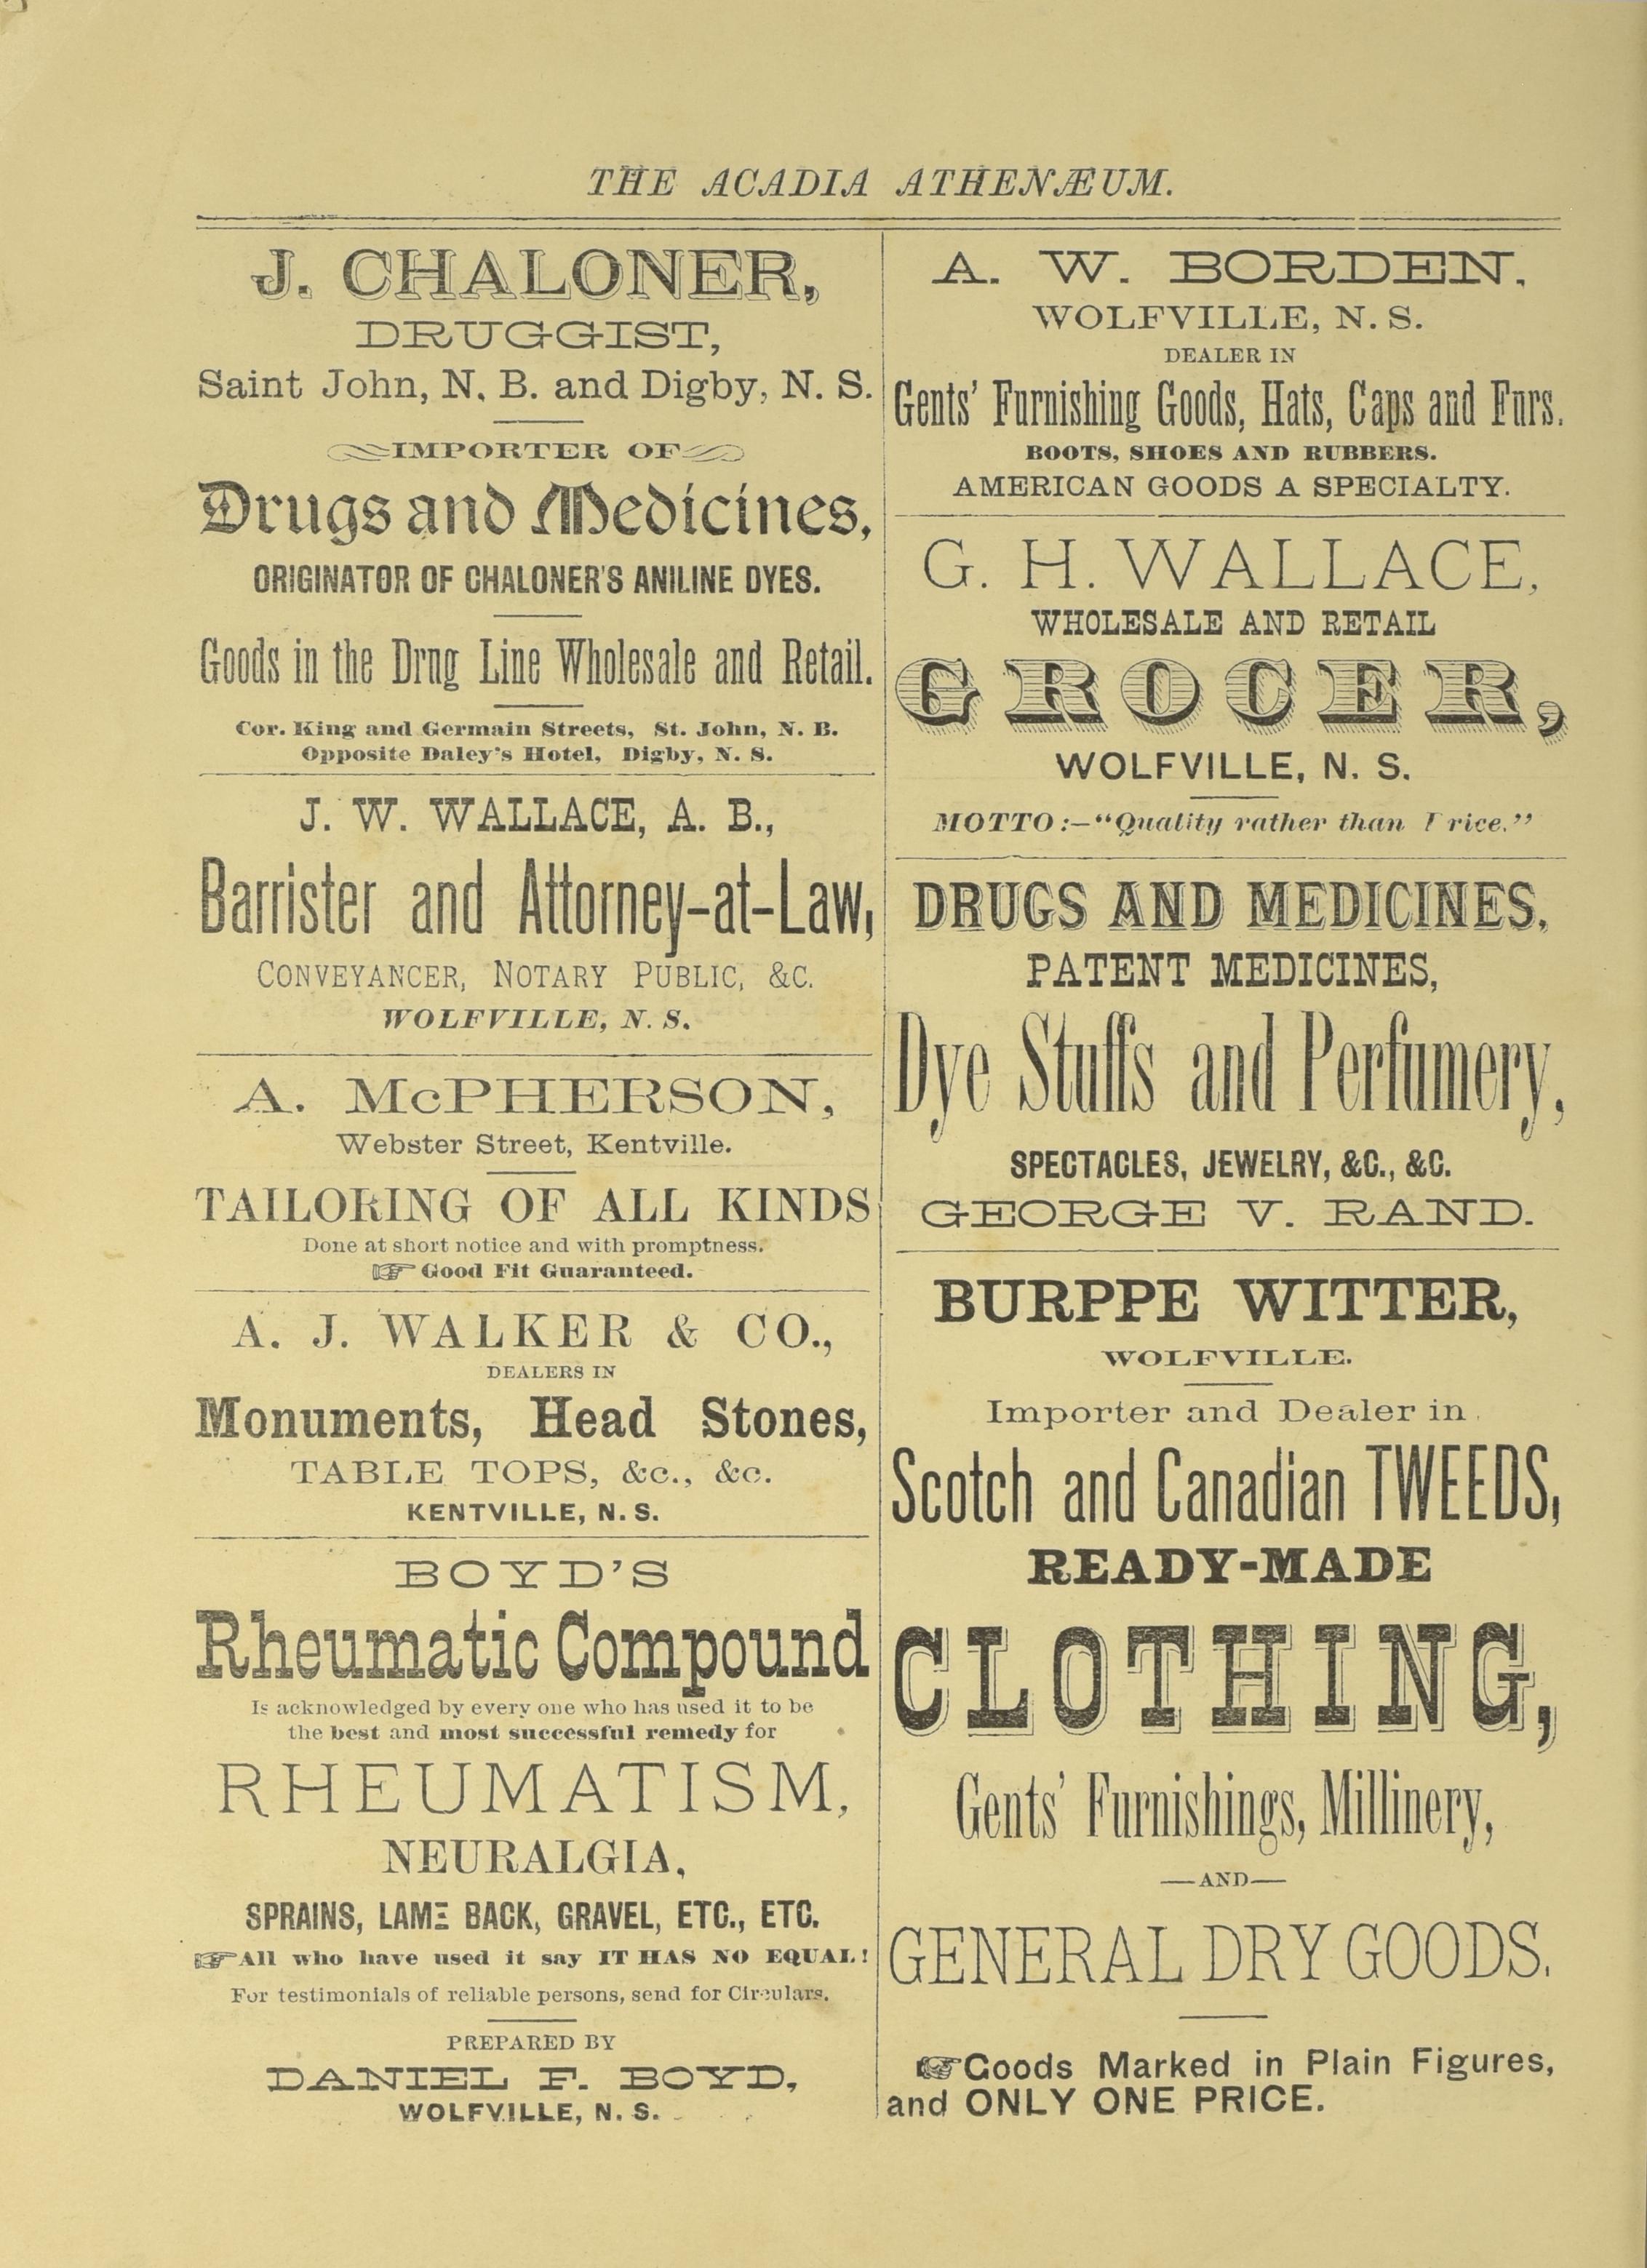 THE ACADIA ATHENÆUM.
J. CHALONER,
DRUGGIST,
Saint John, N. B. and Digby, N. S.
IMPORTER OF
Drugs and Medicines,
ORIGINATOR OF CHALONER'S ANILINE DYES.
Goods in the Drug Line Wholesale and Retail.
Cor. King and Germain Streets, St. John, N. B.
Opposite Daley's Hotel, Digby, N. S.
J. W. WALLACE, A. B.,
Barrister and Attorney-at-Law,
CONVEYANCER, NOTARY PUBLIC, &C.
WOLFVILLE, N. S.
A. McPHERSON,
Webster Street, Kentville.
TAILORING OF ALL KINDS
Done at short notice and with promptness.
☞ Good Fit Guaranteed.
A. J. WALKER & CO.,
DEALERS IN
Monuments, Head Stones,
TABLE TOPS, &c., &c.
KENTVILLE, N. S.
BOYD'S
Rheumatic Compound
Is acknowledged by every one who has used it to be
the best and most successful remedy for
RHEUMATISM,
NEURALGIA,
SPRAINS, LAME BACK, GRAVEL, ETC., ETC.
☞ All who have used it say IT HAS NO EQUAL!
For testimonials of reliable persons, send for Circulars.
PREPARED BY
DANIEL F. BOYD,
WOLFVILLE, N. S.
A. W. BORDEN,
WOLFVILLE, N. S.
DEALER IN
Gents' Furnishing Goods, Hats, Caps and Furs.
BOOTS, SHOES AND RUBBERS.
AMERICAN GOODS A SPECIALTY.
G. H. WALLACE,
WHOLESALE AND RETAIL
GROCER,
WOLFVILLE, N. S.
MOTTO:—"Quality rather than Price."
DRUGS AND MEDICINES,
PATENT MEDICINES,
Dye Stuffs and Perfumery,
SPECTACLES, JEWELRY, &C., &C.
GEORGE V. RAND.
BURPPE WITTER,
WOLFVILLE.
Importer and Dealer in
Scotch and Canadian TWEEDS,
READY-MADE
CLOTHING,
Gents' Furnishings, Millinery,
—AND—
GENERAL DRY GOODS.
☞ Goods Marked in Plain Figures,
and ONLY ONE PRICE.